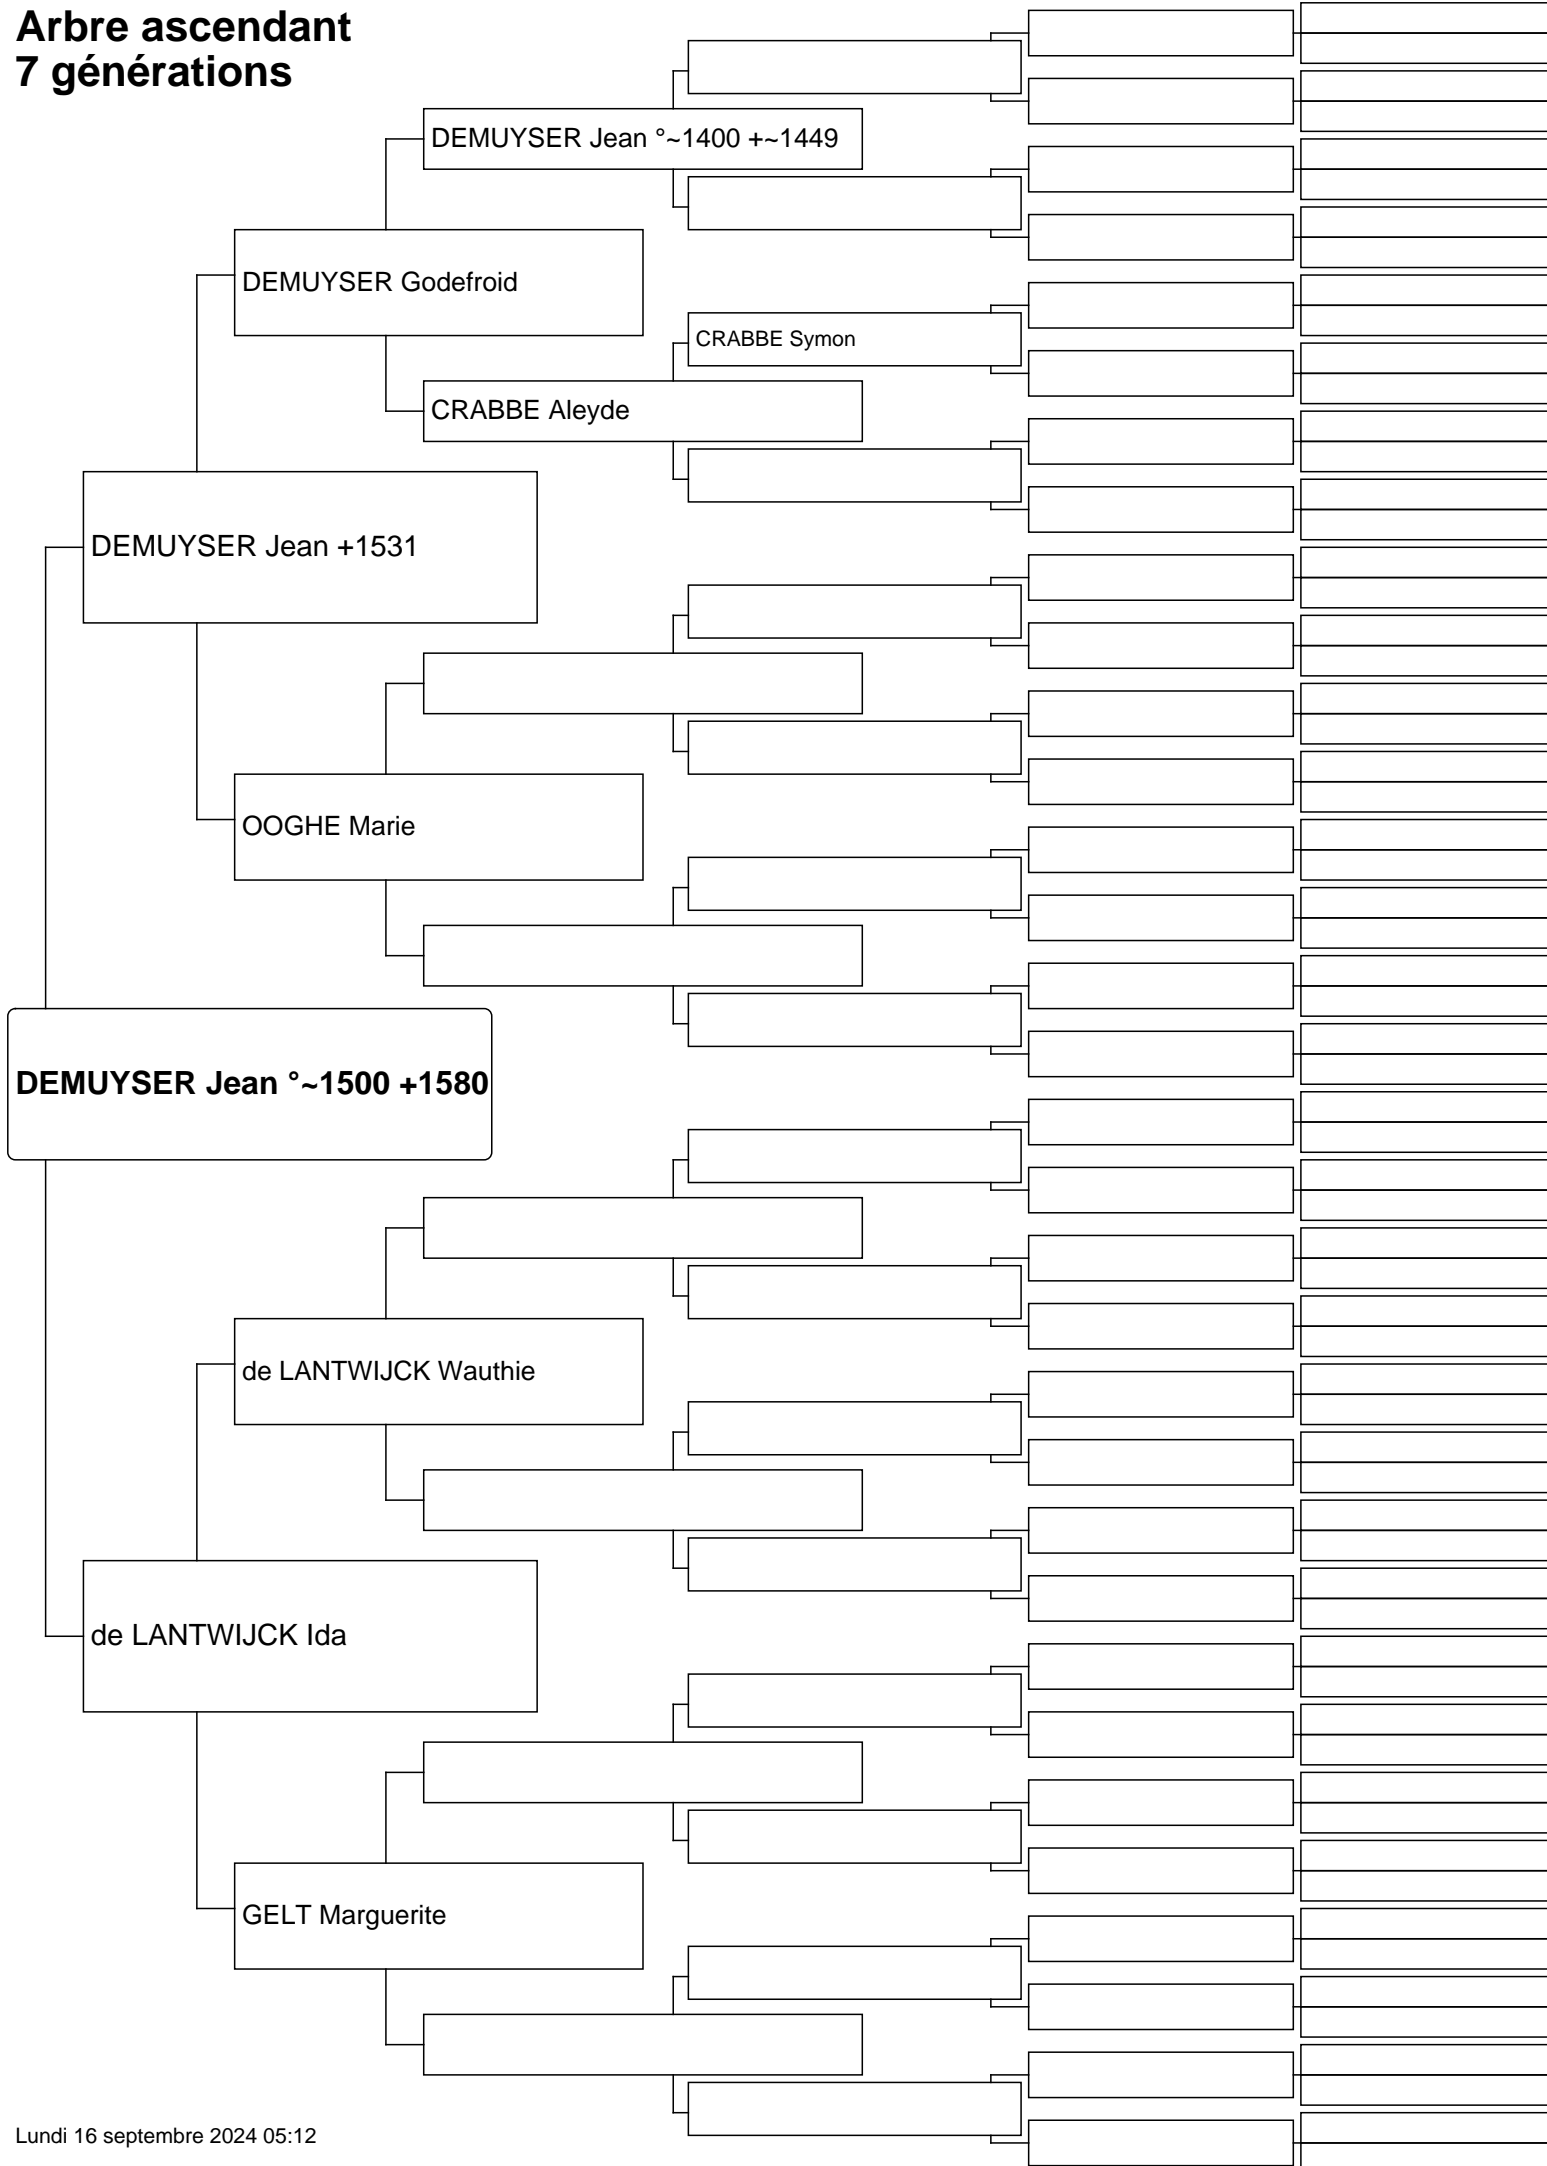 Arbre ascendant
7 générations
DEMUYSER Jean °~1400 +~1449
DEMUYSER Godefroid
CRABBE Symon
CRABBE Aleyde
DEMUYSER Jean +1531
OOGHE Marie
DEMUYSER Jean °~1500 +1580
de LANTWIJCK Wauthie
de LANTWIJCK Ida
GELT Marguerite
Lundi 16 septembre 2024 05:12